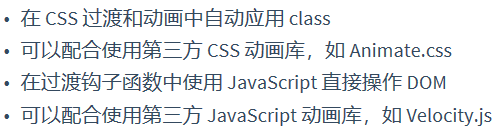 • 在 CSS 过渡和动画中自动应用 class
• 可以配合使用第三方 CSS 动画库，如 Animate.css
• 在过渡钩子函数中使用 JavaScript 直接操作 DOM
• 可以配合使用第三方 JavaScript 动画库，如 Velocity.js